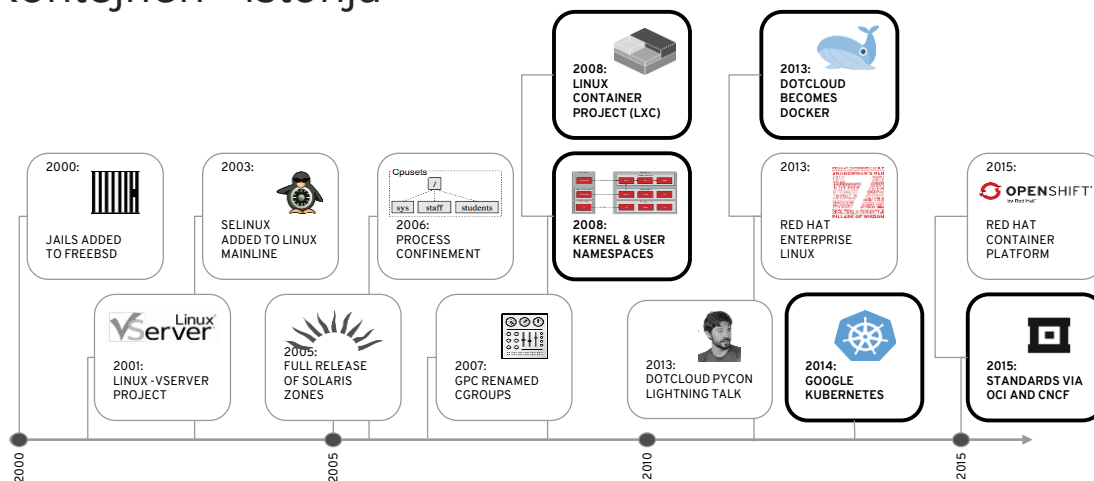 2008:
LINUX
CONTAINER
PROJECT (LXC)
2013:
DOTCLOUD
BECOMES
DOCKER
2000:
JAILS ADDED
TO FREEBSD
2003:
SELINUX
ADDED TO LINUX
MAINLINE
Cpusets
/
sys staff students
2006:
PROCESS
CONFINEMENT
2008:
KERNEL & USER
NAMESPACES
2013:
RED HAT
ENTERPRISE
LINUX
2015:
OPENSHIFT
by Red Hat
RED HAT
CONTAINER
PLATFORM
Linux
VServer
2001:
LINUX -VSERVER
PROJECT
2005:
FULL RELEASE
OF SOLARIS
ZONES
2007:
GPC RENAMED
CGROUPS
2013:
DOTCLOUD PYCON
LIGHTNING TALK
2014:
GOOGLE
KUBERNETES
2015:
STANDARDS VIA
OCI AND CNCF
2000
2005
2010
2015